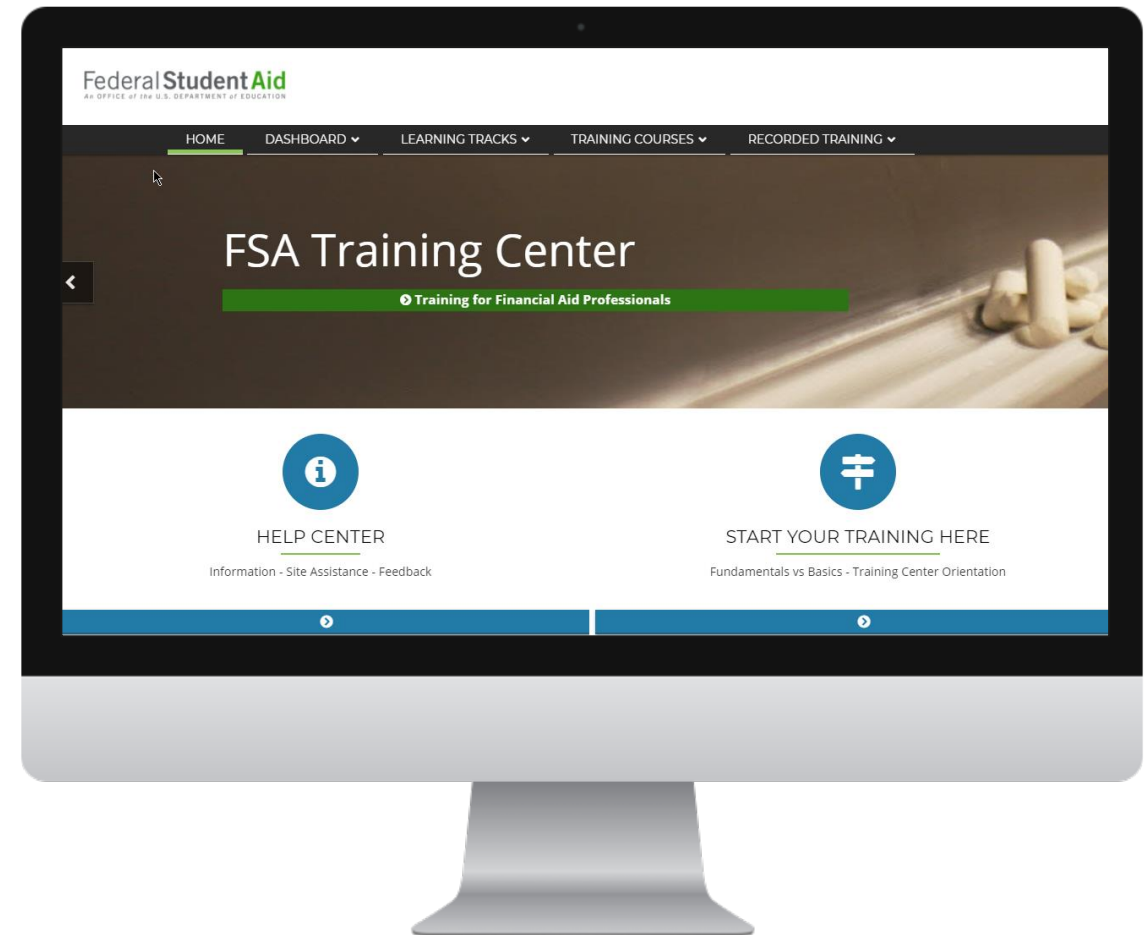 Federal Student Aid
An OFFICE of the U.S. DEPARTMENT of EDUCATION
HOME DASHBOARD LEARNING TRACKS TRAINING COURSES RECORDED TRAINING
FSA Training Center
Training for Financial Aid Professionals
HELP CENTER
Information - Site Assistance - Feedback
START YOUR TRAINING HERE
Fundamentals vs Basics - Training Center Orientation